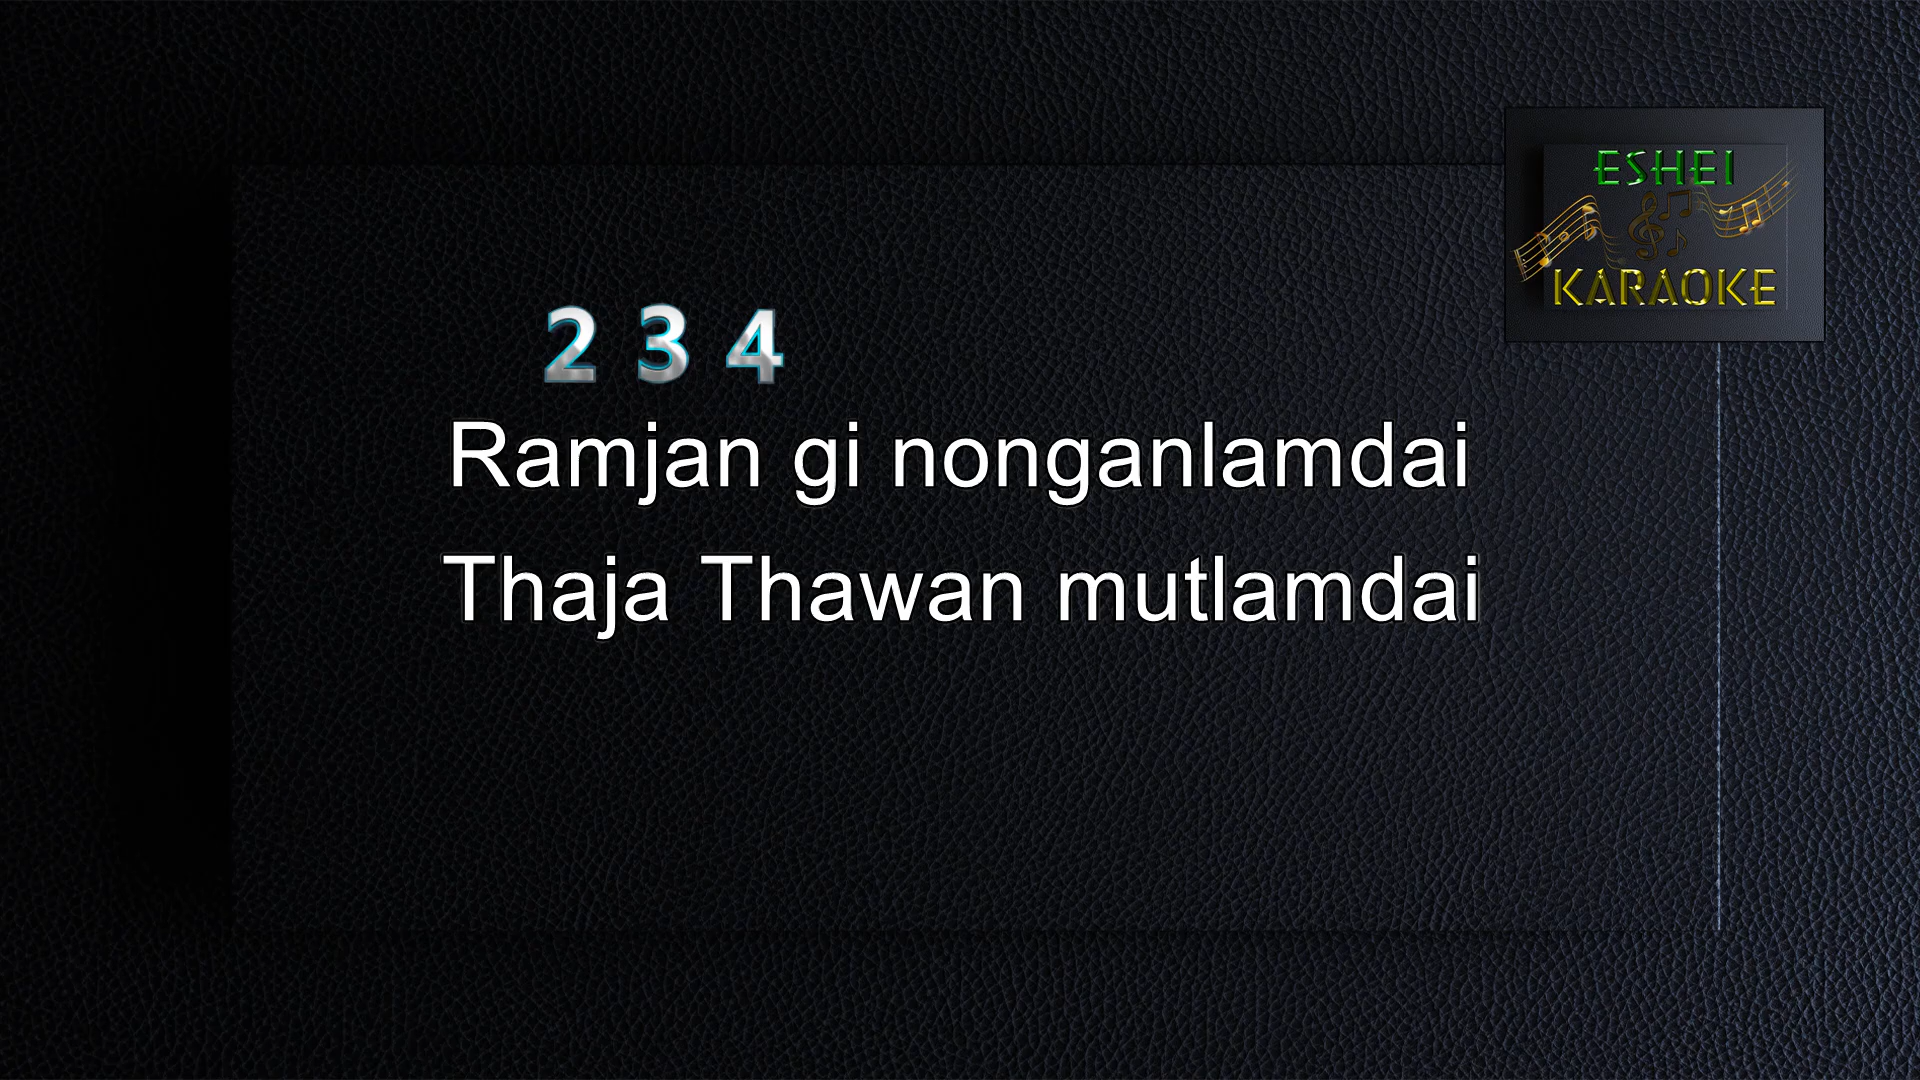 ESHEI
KARAOKE
2 3 4
Ramjan gi nonganlamdai
Thaja Thawan mutlamdai